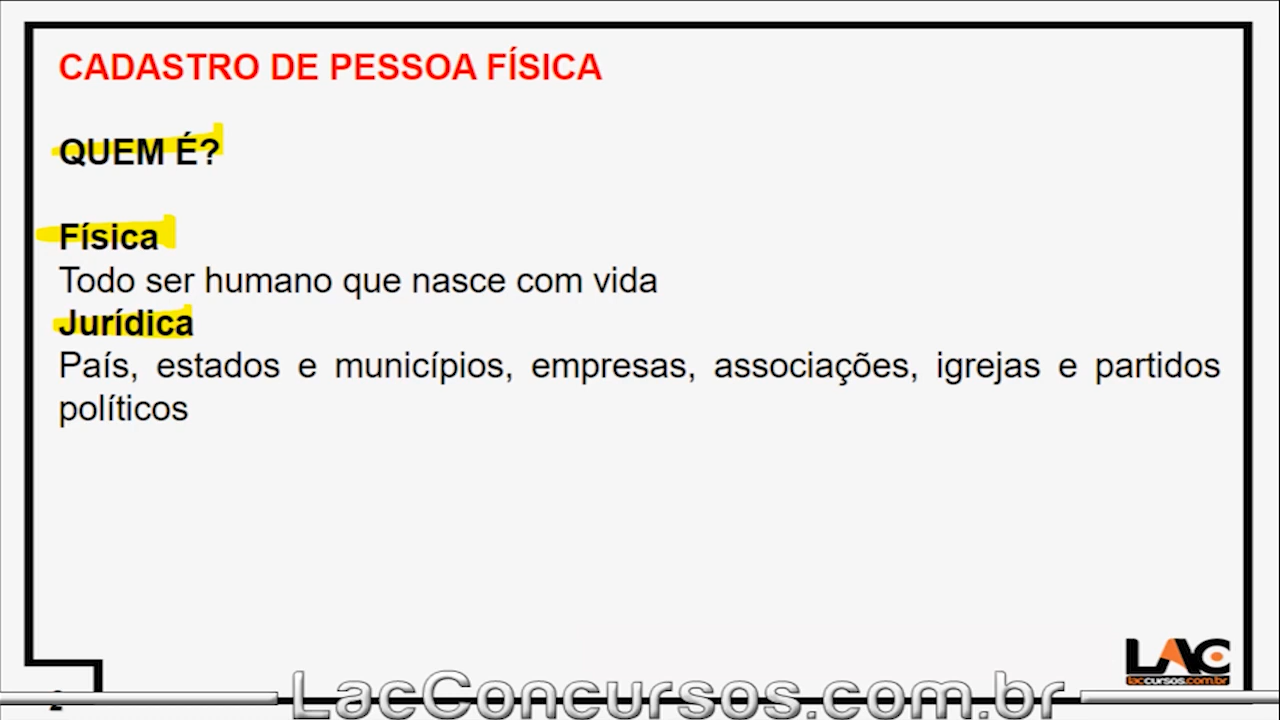 CADASTRO DE PESSOA FÍSICA
QUEM É?
Física
Todo ser humano que nasce com vida
Jurídica
País, estados e municípios, empresas, associações, igrejas e partidos
políticos
LAC
laccursos.com.br
LacConcursos.com.br
2